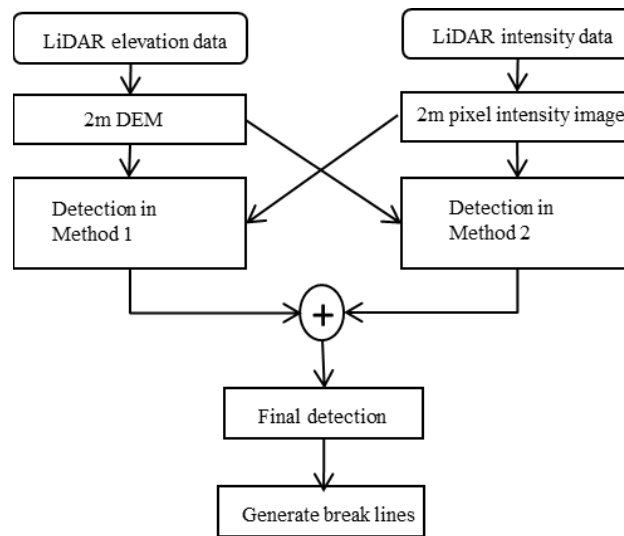 LiDAR elevation data
LiDAR intensity data
2m DEM
2m pixel intensity image
Detection in
Method 1
Detection in
Method 2
+
Final detection
Generate break lines